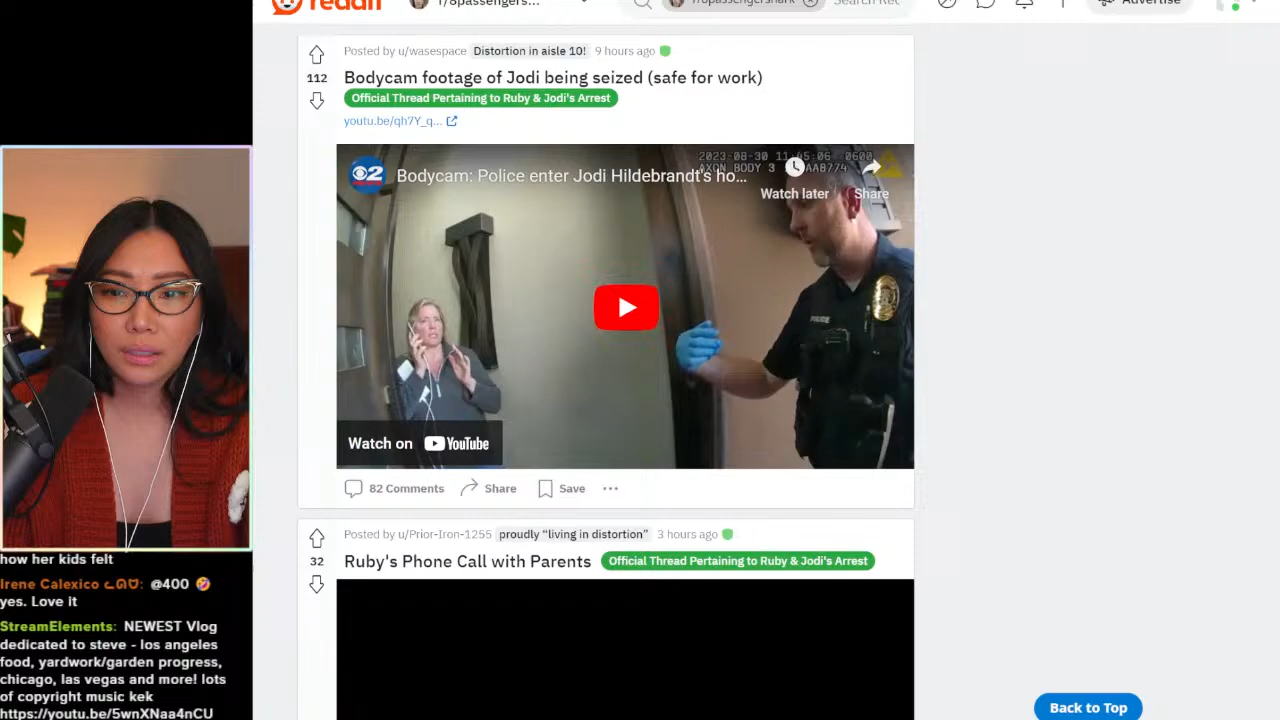 reddit
r/8passengers...
r/8passengersnark
Search Red
Advertise
Posted by u/wasespace Distortion in aisle 10! 9 hours ago
112
Bodycam footage of Jodi being seized (safe for work)
Official Thread Pertaining to Ruby & Jodi's Arrest
youtu.be/qh7Y_q...
2023-08-30 11:45:06 -0600
AXON BODY 3
Bodycam: Police enter Jodi Hildebrandt's ho...
Watch later
Share
POLICE
Watch on YouTube
82 Comments Share Save
Posted by u/Prior-Iron-1255 proudly “living in distortion” 3 hours ago
32
Ruby's Phone Call with Parents Official Thread Pertaining to Ruby & Jodi's Arrest
Back to Top
how her kids felt
Irene Calexico ᓚᘏᗢ: @400 🤣
yes. Love it
StreamElements: NEWEST Vlog
dedicated to steve - los angeles
food, yardwork/garden progress,
chicago, las vegas and more! lots
of copyright music kek
https://youtu.be/5wnXNaa4nCU